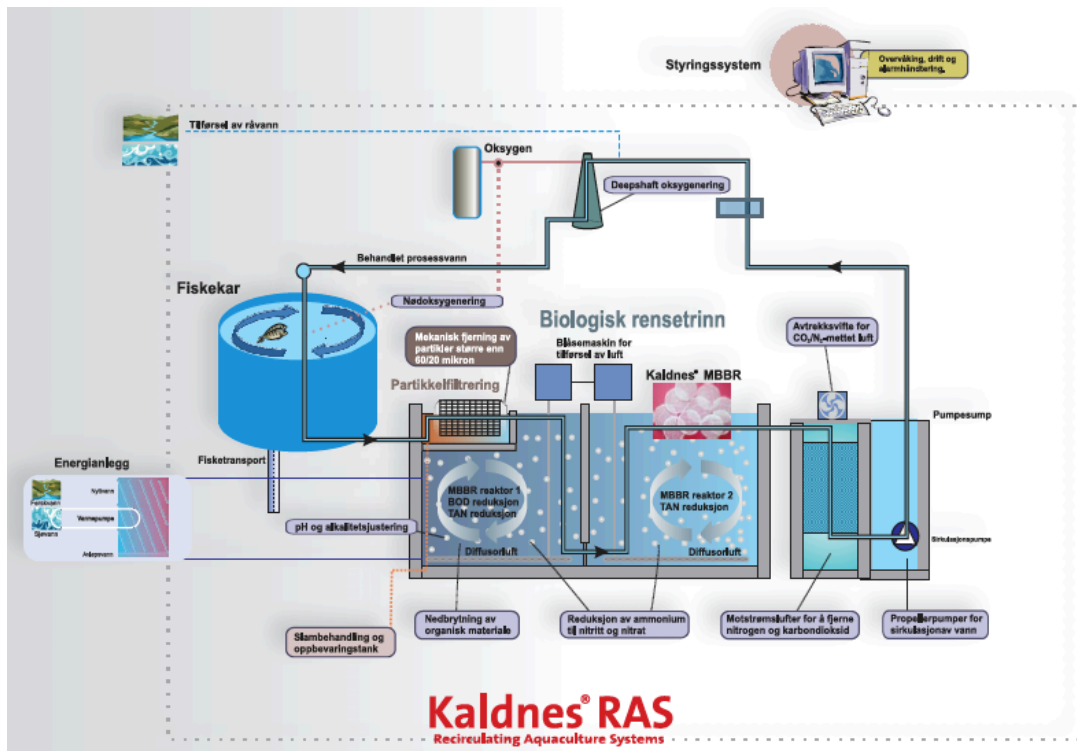 Styringssystem
Overvåking, drift og
alarmhåndtering.
Tilførsel av råvann
Oksygen
Deepshaft oksygenering
Behandlet prosessvann
Fiskekar
Nødoksygenering
Biologisk rensetrinn
Mekanisk fjerning av
partikler større enn
60/20 mikron
Blåsemaskin for
tilførsel av luft
Avtrekksvifte for
CO₂/N₂-mettet luft
Partikkelfiltrering
Kaldnes® MBBR
Pumpesump
Fisketransport
Energianlegg
Ferskvann
Nyttvann
Varmepumpe
Sjøvann
Avløpsvann
MBBR reaktor 1
BOD reduksjon
TAN reduksjon
MBBR reaktor 2
TAN reduksjon
pH og alkalitetsjustering
Diffusorluft
Diffusorluft
Sirkulasjonspumpe
Slambehandling og
oppbevaringstank
Nedbrytning av
organisk materiale
Reduksjon av ammonium
til nitritt og nitrat
Motstrømslufter for å fjerne
nitrogen og karbondioksid
Propellerpumper for
sirkulasjonav vann
Kaldnes® RAS
Recirculating Aquaculture Systems